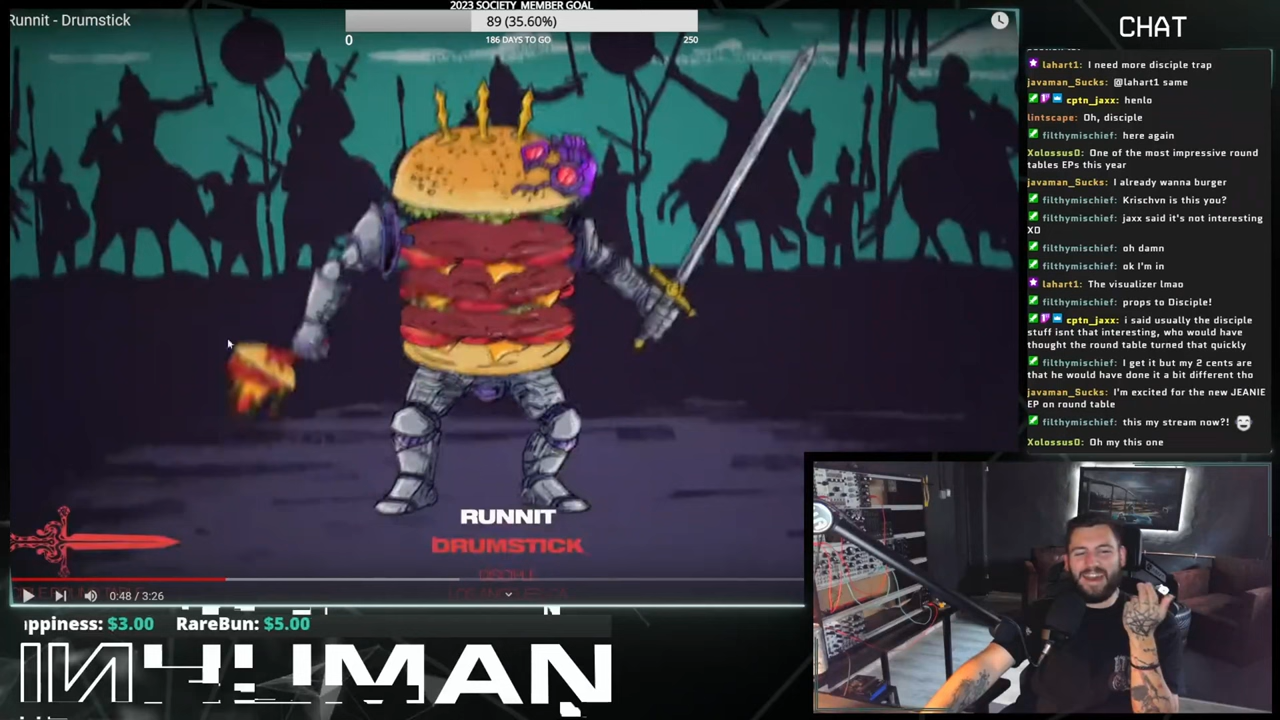 Runnit - Drumstick
2023 SOCIETY MEMBER GOAL
89 (35.60%)
0
186 DAYS TO GO
250
CHAT
lahart1: I need more disciple trap
javaman_Sucks: @lahart1 same
cptn_jaxx: henlo
lintscape: Oh, disciple
filthymischief: here again
XolossusO: One of the most impressive round
tables EPs this year
javaman_Sucks: I already wanna burger
filthymischief: Krischvn is this you?
filthymischief: jaxx said it's not interesting
XD
filthymischief: oh damn
filthymischief: ok I'm in
lahart1: The visualizer lmao
filthymischief: props to Disciple!
cptn_jaxx: i said usually the disciple
stuff isnt that interesting, who would have
thought the round table turned that quickly
filthymischief: I get it but my 2 cents are
that he would have done it a bit different tho
javaman_Sucks: I'm excited for the new JEANIE
EP on round table
filthymischief: this my stream now?!
XolossusO: Oh my this one
RUNNIT
DRUMSTICK
0:48 / 3:26
ppiness: $3.00 RareBun: $5.00
INHUMAN